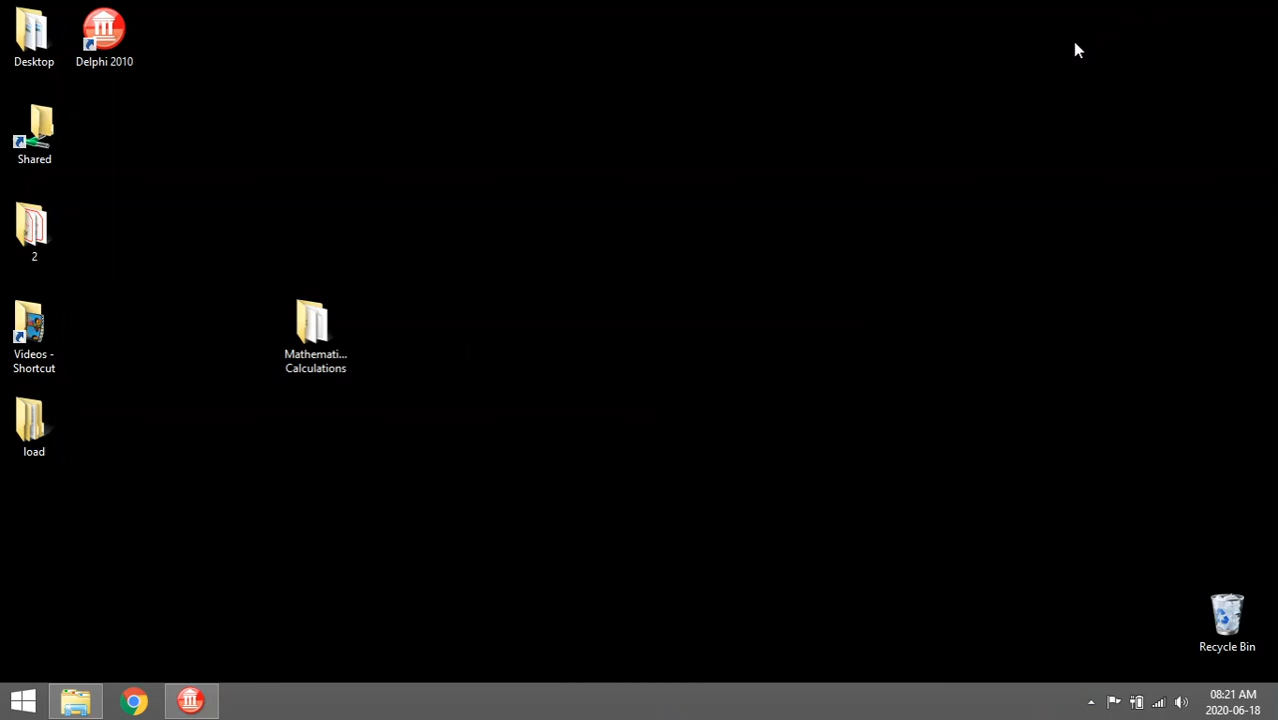 Desktop
Delphi 2010
Shared
2
Videos -
Shortcut
Mathemati...
Calculations
load
Recycle Bin
08:21 AM
2020-06-18